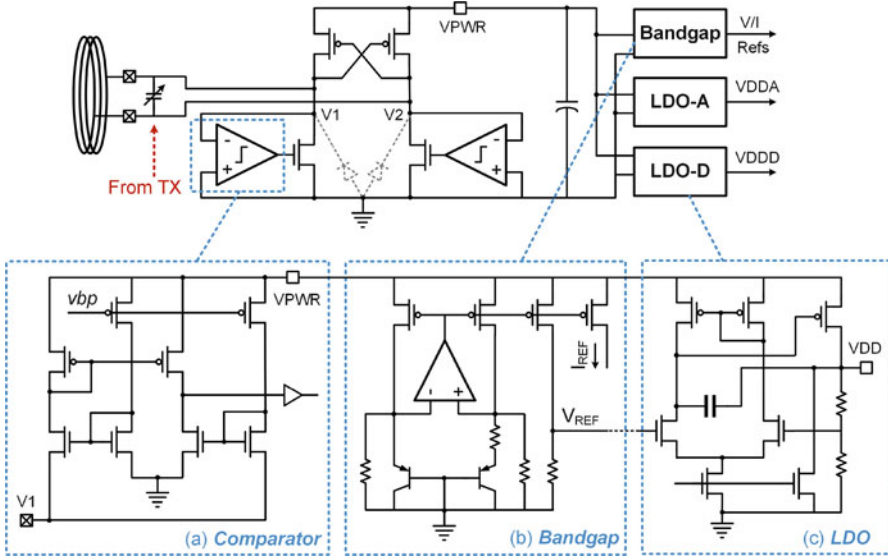 VPWR
Bandgap
V/I
Refs
LDO-A
VDDA
V1
V2
LDO-D
VDDD
From TX
vbp
VPWR
IREF
VDD
VREF
V1
(a) Comparator
(b) Bandgap
(c) LDO